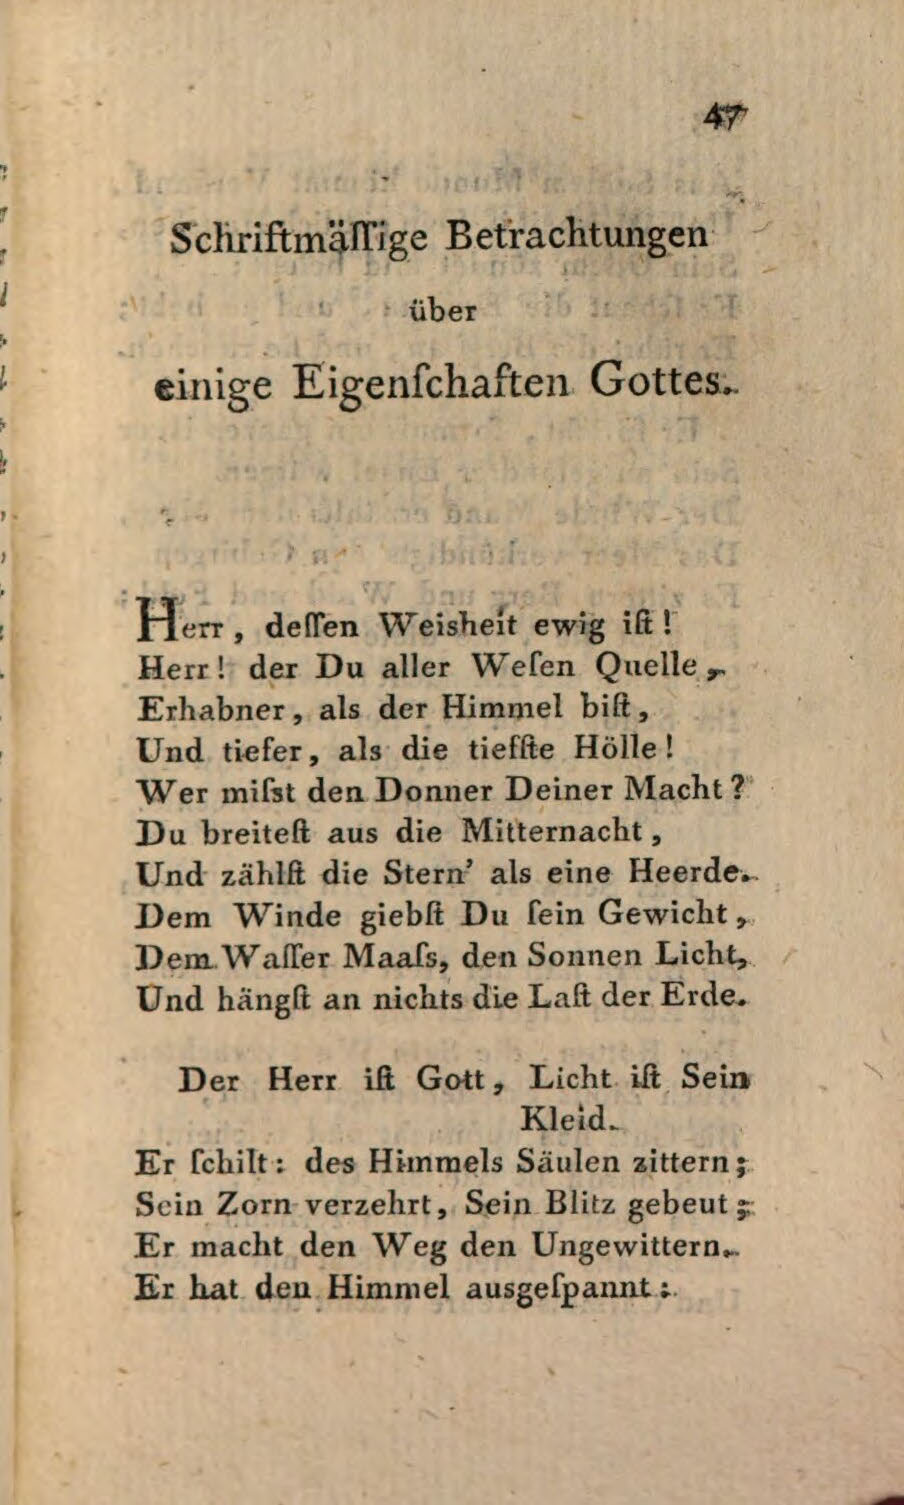 47
Schriftmäſſige Betrachtungen
über
einige Eigenſchaften Gottes.
Herr, deſſen Weisheit ewig iſt!
Herr! der Du aller Weſen Quelle,
Erhabner, als der Himmel biſt,
Und tiefer, als die tiefſte Hölle!
Wer miſst den Donner Deiner Macht?
Du breiteſt aus die Mitternacht,
Und zählſt die Stern’ als eine Heerde.
Dem Winde giebſt Du ſein Gewicht,
Dem Waſſer Maaſs, den Sonnen Licht,
Und hängſt an nichts die Laſt der Erde.
Der Herr iſt Gott, Licht iſt Sein
Kleid.
Er ſchilt: des Himmels Säulen zittern;
Sein Zorn verzehrt, Sein Blitz gebeut;
Er macht den Weg den Ungewittern.
Er hat den Himmel ausgeſpannt: